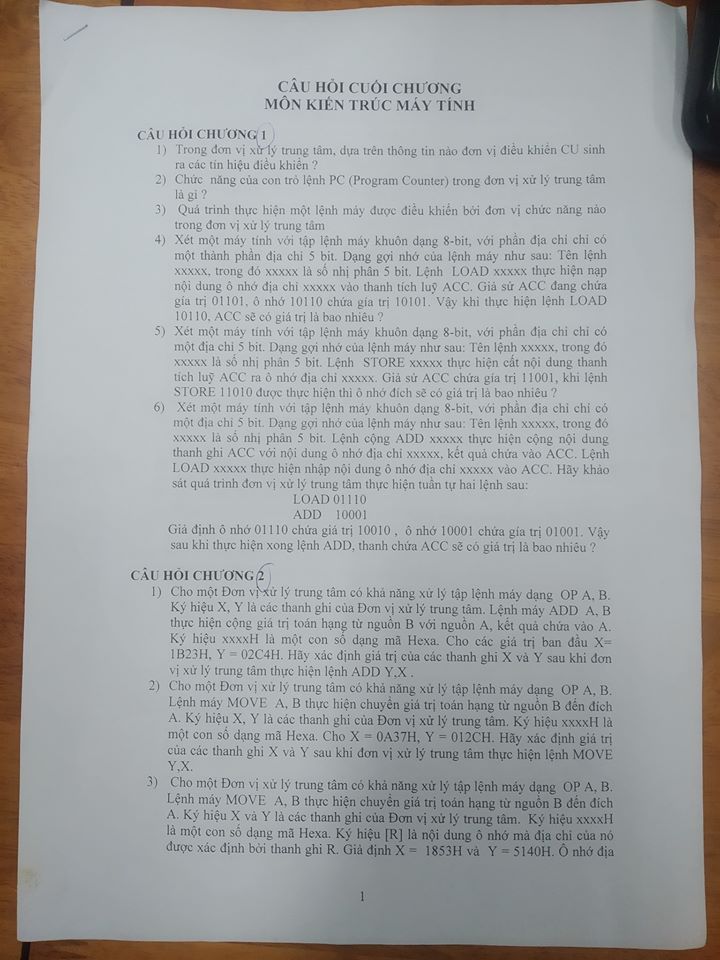 CÂU HỎI CUỐI CHƯƠNG
MÔN KIẾN TRÚC MÁY TÍNH
CÂU HỎI CHƯƠNG 1
1) Trong đơn vị xử lý trung tâm, dựa trên thông tin nào đơn vị điều khiển CU sinh
ra các tín hiệu điều khiển ?
2) Chức năng của con trỏ lệnh PC (Program Counter) trong đơn vị xử lý trung tâm
là gì ?
3) Quá trình thực hiện một lệnh máy được điều khiển bởi đơn vị chức năng nào
trong đơn vị xử lý trung tâm
4) Xét một máy tính với tập lệnh máy khuôn dạng 8-bit, với phần địa chỉ chỉ có
một thành phần địa chỉ 5 bit. Dạng gợi nhớ của lệnh máy như sau: Tên lệnh
xxxxx, trong đó xxxxx là số nhị phân 5 bit. Lệnh LOAD xxxxx thực hiện nạp
nội dung ô nhớ địa chỉ xxxxx vào thanh tích luỹ ACC. Giả sử ACC đang chứa
gía trị 01101, ô nhớ 10110 chứa gía trị 10101. Vậy khi thực hiện lệnh LOAD
10110, ACC sẽ có giá trị là bao nhiêu ?
5) Xét một máy tính với tập lệnh máy khuôn dạng 8-bit, với phần địa chỉ chỉ có
một địa chỉ 5 bit. Dạng gợi nhớ của lệnh máy như sau: Tên lệnh xxxxx, trong đó
xxxxx là số nhị phân 5 bit. Lệnh STORE xxxxx thực hiện cất nội dung thanh
tích luỹ ACC ra ô nhớ địa chỉ xxxxx. Giả sử ACC chứa gía trị 11001, khi lệnh
STORE 11010 được thực hiện thì ô nhớ đích sẽ có giá trị là bao nhiêu ?
6) Xét một máy tính với tập lệnh máy khuôn dạng 8-bit, với phần địa chỉ chỉ có
một địa chỉ 5 bit. Dạng gợi nhớ của lệnh máy như sau: Tên lệnh xxxxx, trong đó
xxxxx là số nhị phân 5 bit. Lệnh cộng ADD xxxxx thực hiện cộng nội dung
thanh ghi ACC với nội dung ô nhớ địa chỉ xxxxx, kết quả chứa vào ACC. Lệnh
LOAD xxxxx thực hiện nhập nội dung ô nhớ địa chỉ xxxxx vào ACC. Hãy khảo
sát quá trình đơn vị xử lý trung tâm thực hiện tuần tự hai lệnh sau:
LOAD 01110
ADD 10001
Giả định ô nhớ 01110 chứa giá trị 10010 , ô nhớ 10001 chứa gía trị 01001. Vậy
sau khi thực hiện xong lệnh ADD, thanh chứa ACC sẽ có giá trị là bao nhiêu ?
CÂU HỎI CHƯƠNG 2
1) Cho một Đơn vị xử lý trung tâm có khả năng xử lý tập lệnh máy dạng OP A, B.
Ký hiệu X, Y là các thanh ghi của Đơn vị xử lý trung tâm. Lệnh máy ADD A, B
thực hiện cộng giá trị toán hạng từ nguồn B với nguồn A, kết quả chứa vào A.
Ký hiệu xxxxH là một con số dạng mã Hexa. Cho các giá trị ban đầu X=
1B23H, Y = 02C4H. Hãy xác định giá trị của các thanh ghi X và Y sau khi đơn
vị xử lý trung tâm thực hiện lệnh ADD Y,X .
2) Cho một Đơn vị xử lý trung tâm có khả năng xử lý tập lệnh máy dạng OP A, B.
Lệnh máy MOVE A, B thực hiện chuyển giá trị toán hạng từ nguồn B đến đích
A. Ký hiệu X, Y là các thanh ghi của Đơn vị xử lý trung tâm. Ký hiệu xxxxH là
một con số dạng mã Hexa. Cho X = 0A37H, Y = 012CH. Hãy xác định giá trị
của các thanh ghi X và Y sau khi đơn vị xử lý trung tâm thực hiện lệnh MOVE
Y,X.
3) Cho một Đơn vị xử lý trung tâm có khả năng xử lý tập lệnh máy dạng OP A, B.
Lệnh máy MOVE A, B thực hiện chuyển giá trị toán hạng từ nguồn B đến đích
A. Ký hiệu X và Y là các thanh ghi của Đơn vị xử lý trung tâm. Ký hiệu xxxxH
là một con số dạng mã Hexa. Ký hiệu [R] là nội dung ô nhớ mà địa chỉ của nó
được xác định bởi thanh ghi R. Giả định X = 1853H và Y = 5140H. Ô nhớ địa
1